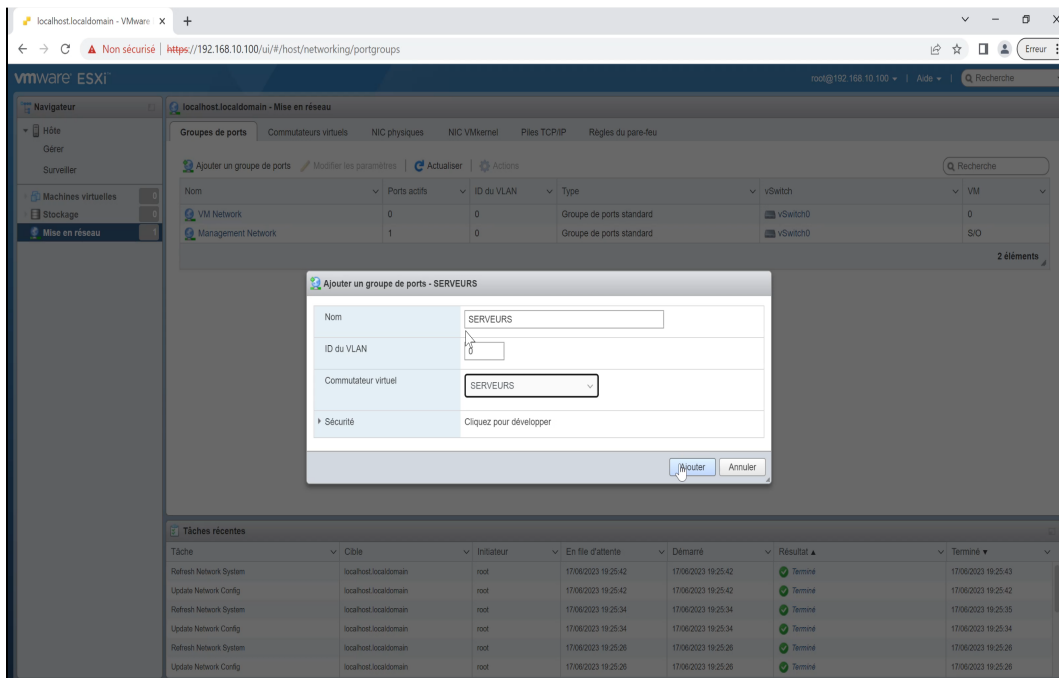 localhost.localdomain - VMware
Non sécurisé | https://192.168.10.100/ui/#/host/networking/portgroups
Erreur
vmware ESXi
root@192.168.10.100 | Aide | Recherche
Navigateur
localhost.localdomain - Mise en réseau
Hôte
Gérer
Surveiller
Machines virtuelles 0
Stockage 0
Mise en réseau 1
Groupes de ports Commutateurs virtuels NIC physiques NIC VMkernel Piles TCP/IP Règles du pare-feu
Ajouter un groupe de ports Modifier les paramètres | Actualiser | Actions Recherche
Nom Ports actifs ID du VLAN Type vSwitch VM
VM Network 0 0 Groupe de ports standard vSwitch0 0
Management Network 1 0 Groupe de ports standard vSwitch0 S/O
2 éléments
Ajouter un groupe de ports - SERVEURS
Nom SERVEURS
ID du VLAN 0
Commutateur virtuel SERVEURS
Sécurité Cliquez pour développer
Ajouter Annuler
Tâches récentes
Tâche Cible Initiateur En file d'attente Démarré Résultat Terminé
Refresh Network System localhost.localdomain root 17/06/2023 19:25:42 17/06/2023 19:25:42 Terminé 17/06/2023 19:25:43
Update Network Config localhost.localdomain root 17/06/2023 19:25:42 17/06/2023 19:25:42 Terminé 17/06/2023 19:25:42
Refresh Network System localhost.localdomain root 17/06/2023 19:25:34 17/06/2023 19:25:34 Terminé 17/06/2023 19:25:35
Update Network Config localhost.localdomain root 17/06/2023 19:25:34 17/06/2023 19:25:34 Terminé 17/06/2023 19:25:34
Refresh Network System localhost.localdomain root 17/06/2023 19:25:26 17/06/2023 19:25:26 Terminé 17/06/2023 19:25:26
Update Network Config localhost.localdomain root 17/06/2023 19:25:26 17/06/2023 19:25:26 Terminé 17/06/2023 19:25:26